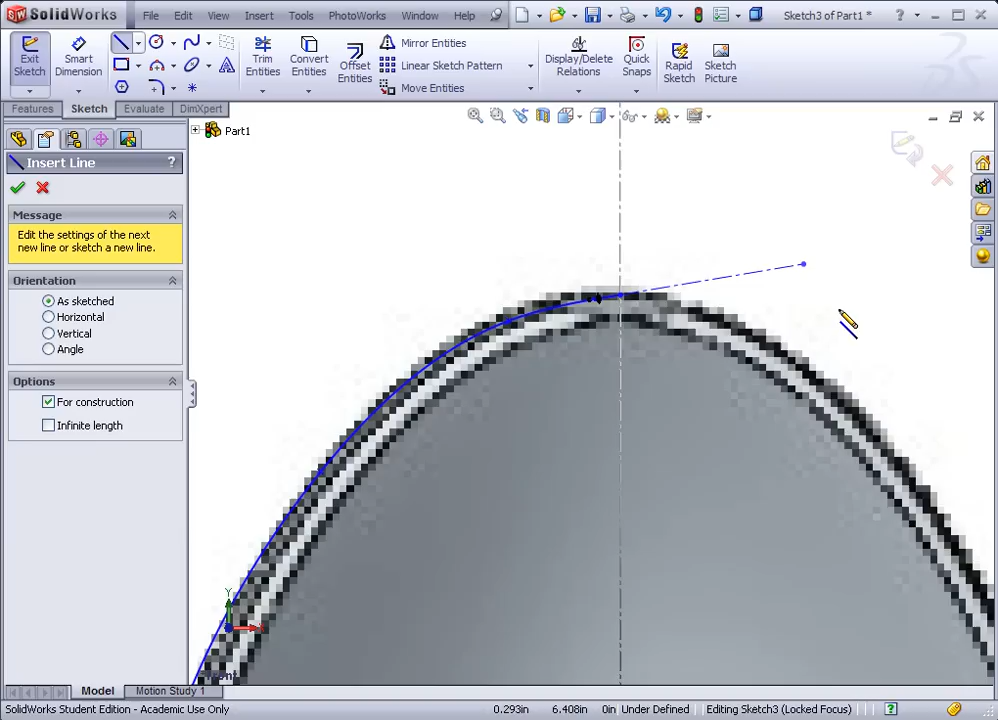 SolidWorks File Edit View Insert Tools PhotoWorks Window Help Sketch3 of Part1 * ?
Exit Sketch
Smart Dimension
Trim Entities
Convert Entities
Offset Entities
Mirror Entities
Linear Sketch Pattern
Move Entities
Display/Delete Relations
Quick Snaps
Rapid Sketch
Sketch Picture
Features Sketch Evaluate DimXpert
Part1
Insert Line ?
Message
Edit the settings of the next
new line or sketch a new line.
Orientation
As sketched
Horizontal
Vertical
Angle
Options
For construction
Infinite length
Y
Front
Model Motion Study 1
SolidWorks Student Edition - Academic Use Only 0.293in 6.408in 0in Under Defined Editing Sketch3 (Locked Focus) ?